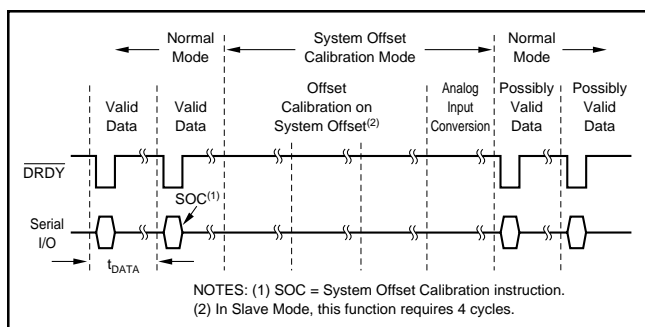 Normal
Mode
System Offset
Calibration Mode
Normal
Mode
Valid
Data
Valid
Data
Offset
Calibration on
System Offset(2)
Analog
Input
Conversion
Possibly
Valid
Data
Possibly
Valid
Data
DRDY
SOC(1)
Serial
I/O
tDATA
NOTES: (1) SOC = System Offset Calibration instruction.
(2) In Slave Mode, this function requires 4 cycles.